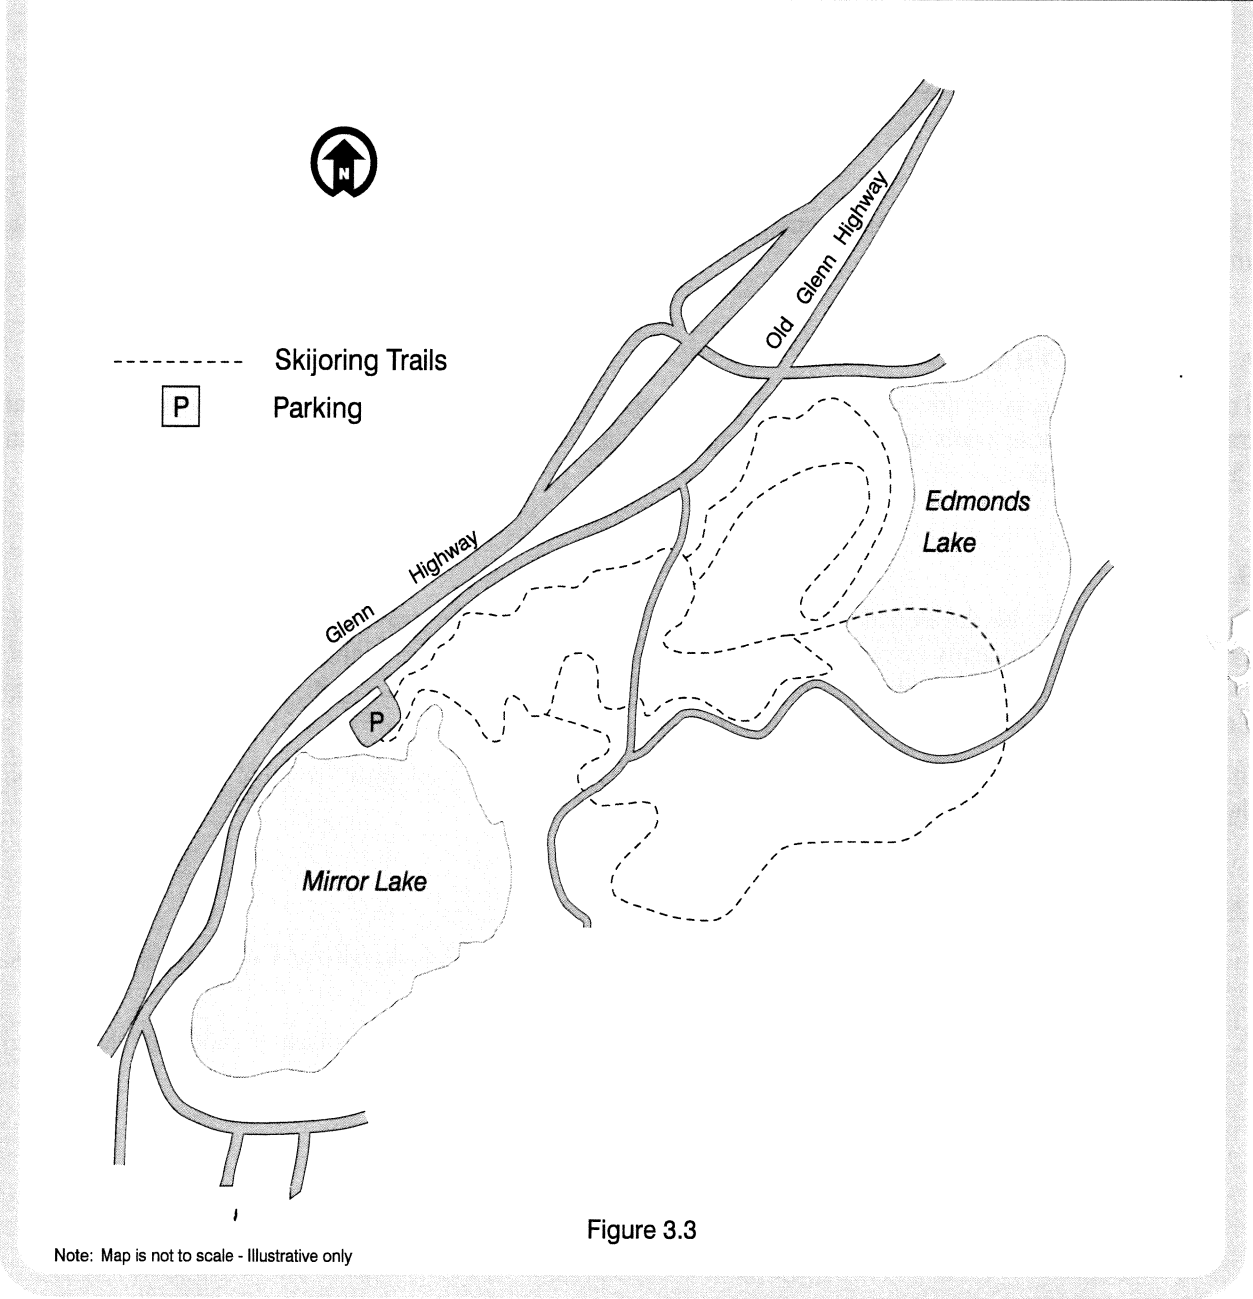 N
Old Glenn Highway
Skijoring Trails
P
Parking
Edmonds
Lake
Glenn Highway
P
Mirror Lake
Figure 3.3
Note: Map is not to scale - Illustrative only